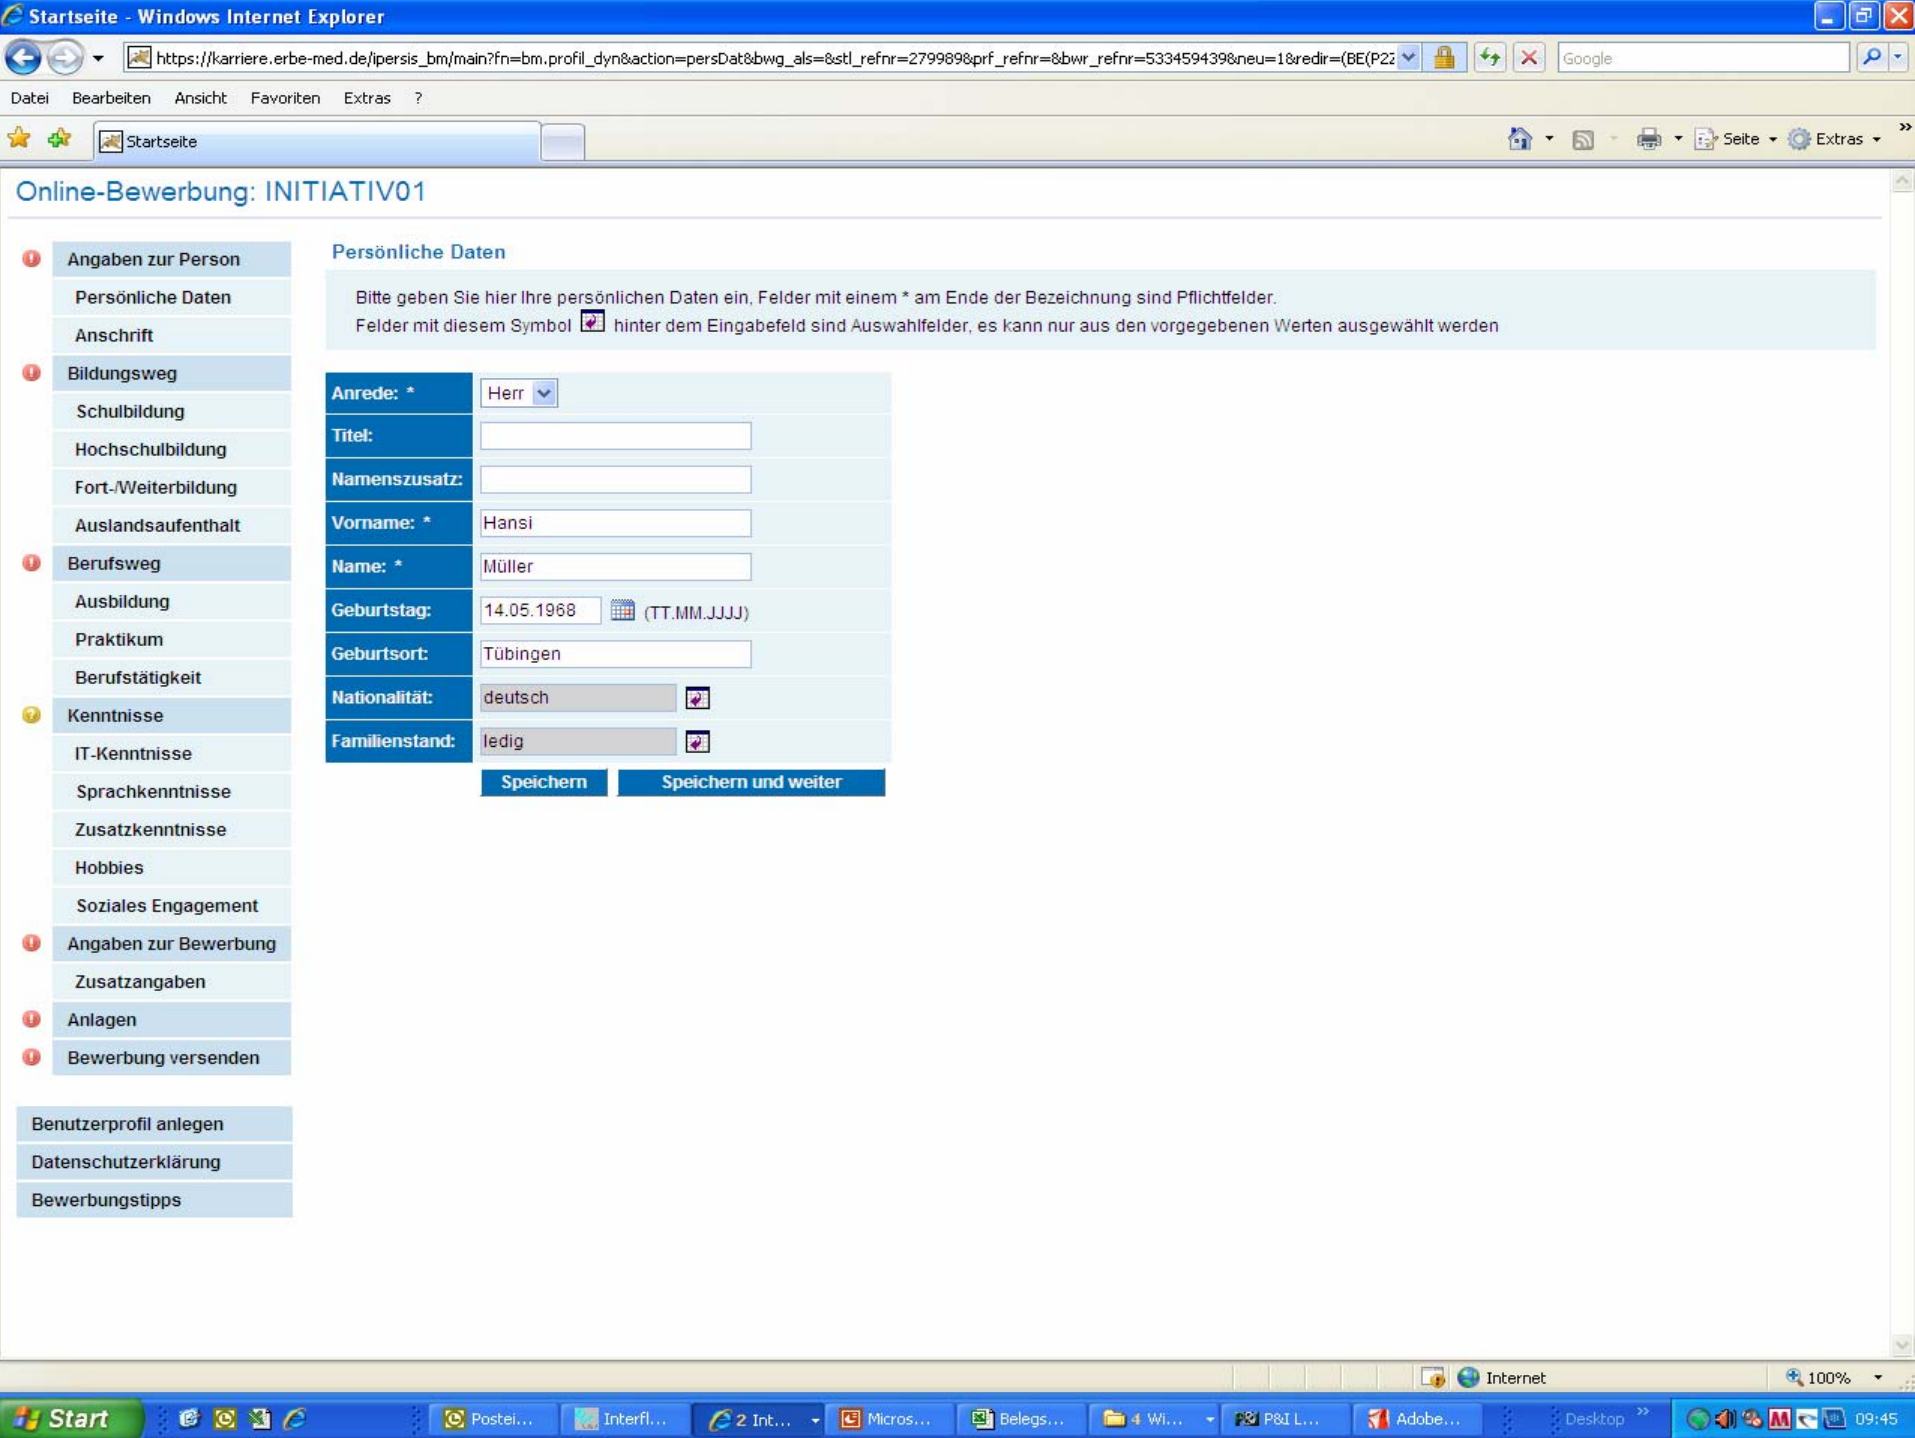 Startseite - Windows Internet Explorer
https://karriere.erbe-med.de/ipersis_bm/main?fn=bm.profil_dyn&action=persDat&bwg_als=&stl_refnr=279989&prf_refnr=&bwr_refnr=533459439&neu=1&redir=(BE(P22
Google
Datei Bearbeiten Ansicht Favoriten Extras ?
Startseite
Seite Extras »
Online-Bewerbung: INITIATIV01
Angaben zur Person
Persönliche Daten
Anschrift
Bildungsweg
Schulbildung
Hochschulbildung
Fort-/Weiterbildung
Auslandsaufenthalt
Berufsweg
Ausbildung
Praktikum
Berufstätigkeit
Kenntnisse
IT-Kenntnisse
Sprachkenntnisse
Zusatzkenntnisse
Hobbies
Soziales Engagement
Angaben zur Bewerbung
Zusatzangaben
Anlagen
Bewerbung versenden
Benutzerprofil anlegen
Datenschutzerklärung
Bewerbungstipps
Persönliche Daten
Bitte geben Sie hier Ihre persönlichen Daten ein, Felder mit einem * am Ende der Bezeichnung sind Pflichtfelder.
Felder mit diesem Symbol hinter dem Eingabefeld sind Auswahlfelder, es kann nur aus den vorgegebenen Werten ausgewählt werden
Anrede: * Herr
Titel:
Namenszusatz:
Vorname: * Hansi
Name: * Müller
Geburtstag: 14.05.1968 (TT.MM.JJJJ)
Geburtsort: Tübingen
Nationalität: deutsch
Familienstand: ledig
Speichern Speichern und weiter
Internet 100%
Start Postei... Interfl... 2 Int... Micros... Belegs... 4 Wi... P&I L... Adobe... Desktop » 09:45